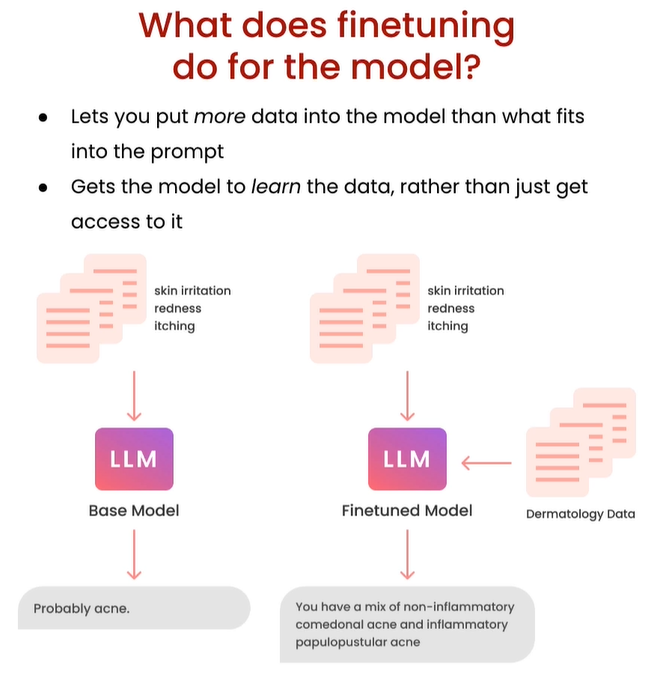 What does finetuning
do for the model?
● Lets you put more data into the model than what fits
into the prompt
● Gets the model to learn the data, rather than just get
access to it
skin irritation
redness
itching
LLM
Base Model
Probably acne.
skin irritation
redness
itching
LLM
Finetuned Model
Dermatology Data
You have a mix of non-inflammatory
comedonal acne and inflammatory
papulopustular acne